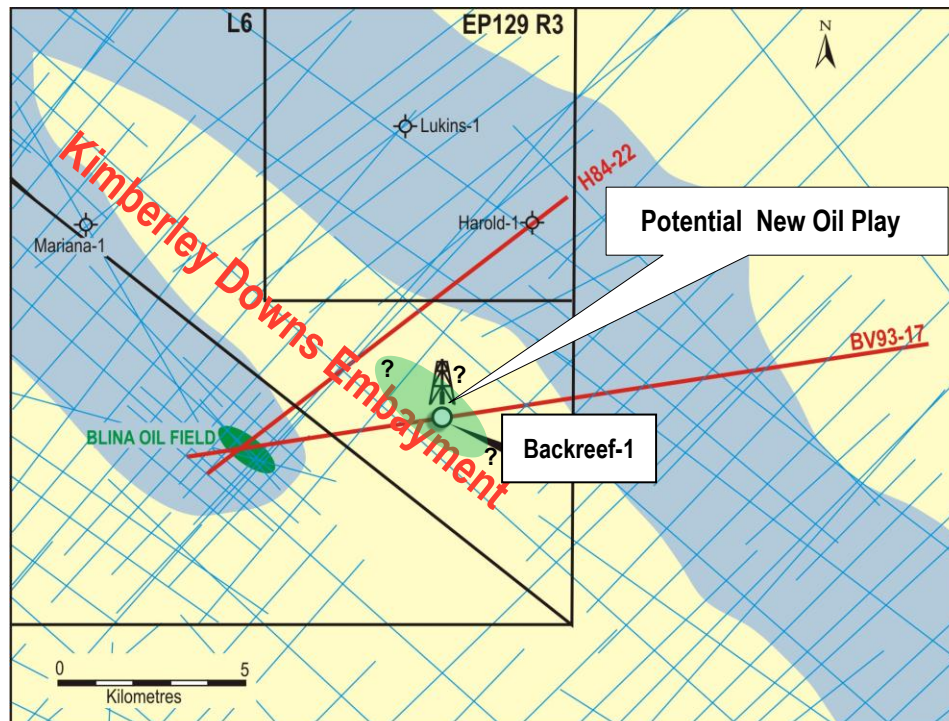 L6
EP129 R3
N
Lukins-1
H84-22
Harold-1
Potential New Oil Play
Mariana-1
Kimberley Downs Embayment
BV93-17
?
?
?
BLINA OIL FIELD
Backreef-1
0 5
Kilometres